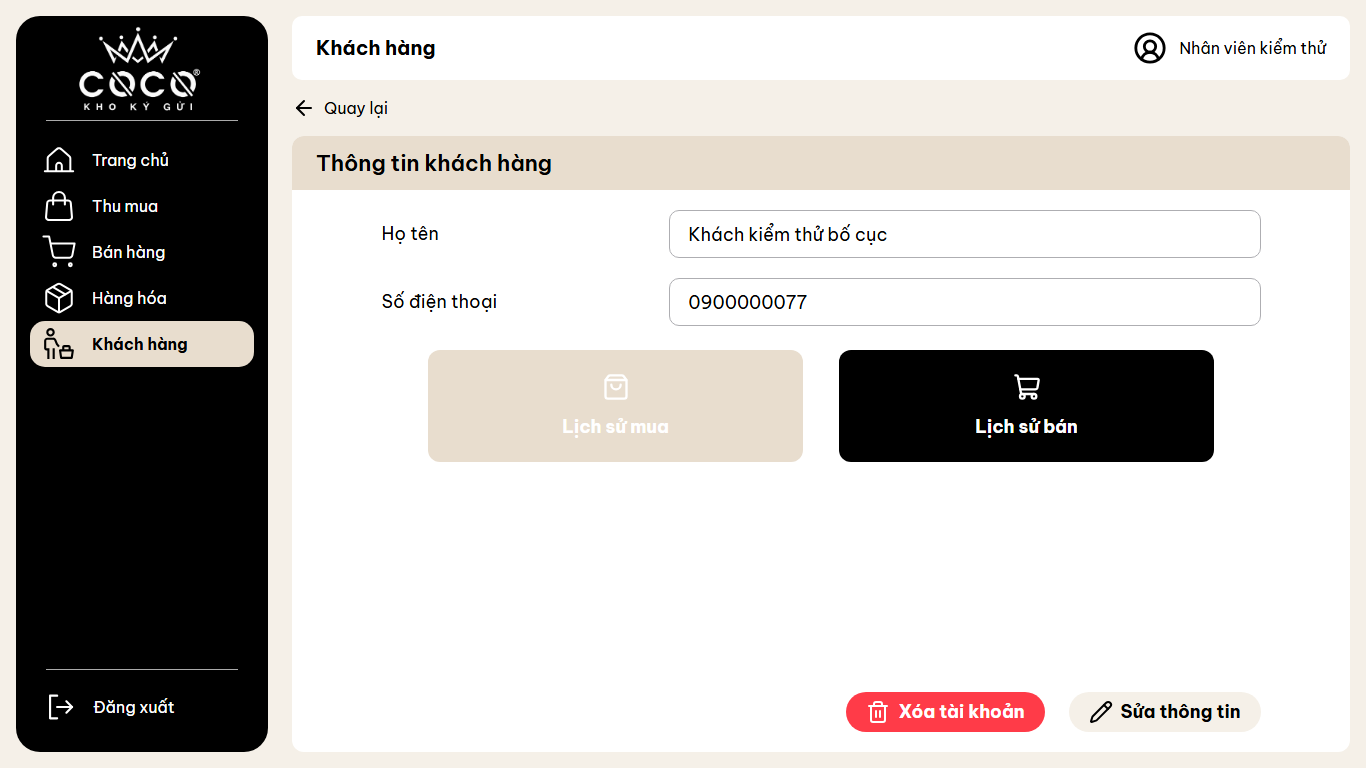 COCO®
KHO KÝ GỬI
Trang chủ
Thu mua
Bán hàng
Hàng hóa
Khách hàng
Đăng xuất
Khách hàng
Nhân viên kiểm thử
Quay lại
Thông tin khách hàng
Họ tên
Khách kiểm thử bố cục
Số điện thoại
0900000077
Lịch sử mua
Lịch sử bán
Xóa tài khoản
Sửa thông tin